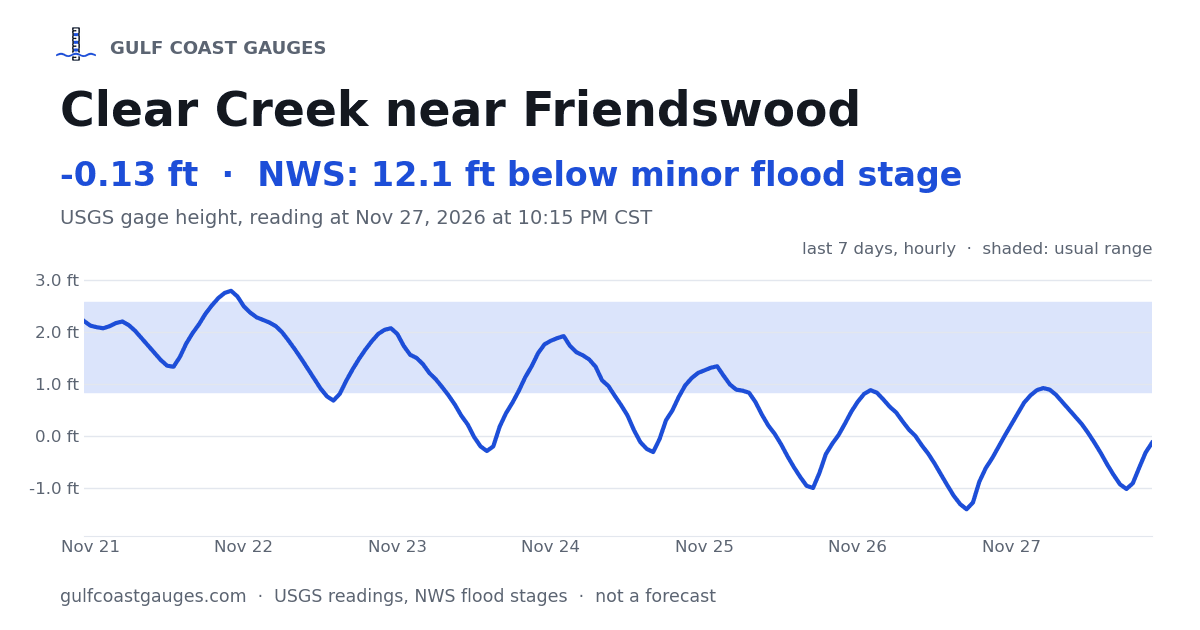 GULF COAST GAUGES
Clear Creek near Friendswood
-0.13 ft · NWS: 12.1 ft below minor flood stage
USGS gage height, reading at Nov 27, 2026 at 10:15 PM CST
last 7 days, hourly · shaded: usual range
3.0 ft
2.0 ft
1.0 ft
0.0 ft
-1.0 ft
Nov 21 Nov 22 Nov 23 Nov 24 Nov 25 Nov 26 Nov 27
gulfcoastgauges.com · USGS readings, NWS flood stages · not a forecast